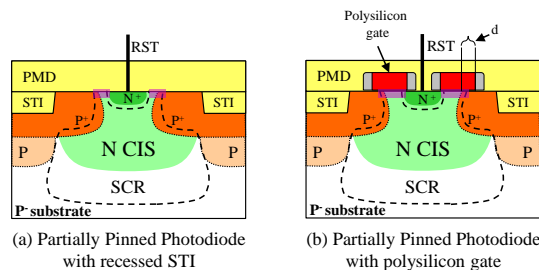 RST
PMD
STI
STI
N+
P+
P+
P
P
N CIS
SCR
P- substrate
(a) Partially Pinned Photodiode
with recessed STI
Polysilicon
gate
RST
d
PMD
STI
STI
N+
P+
P+
P
P
N CIS
SCR
P- substrate
(b) Partially Pinned Photodiode
with polysilicon gate